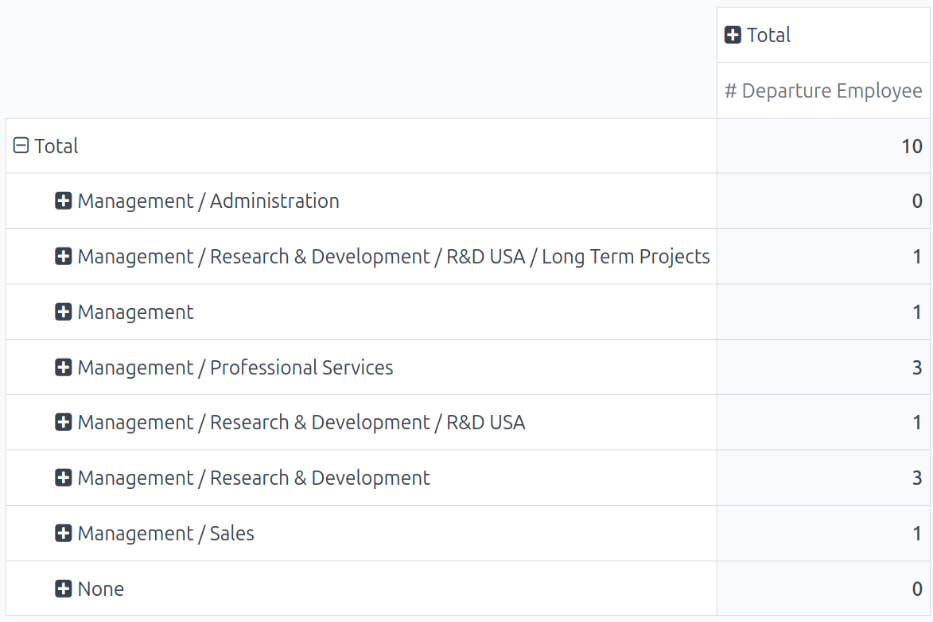 Total
# Departure Employee
Total 10
Management / Administration 0
Management / Research & Development / R&D USA / Long Term Projects 1
Management 1
Management / Professional Services 3
Management / Research & Development / R&D USA 1
Management / Research & Development 3
Management / Sales 1
None 0